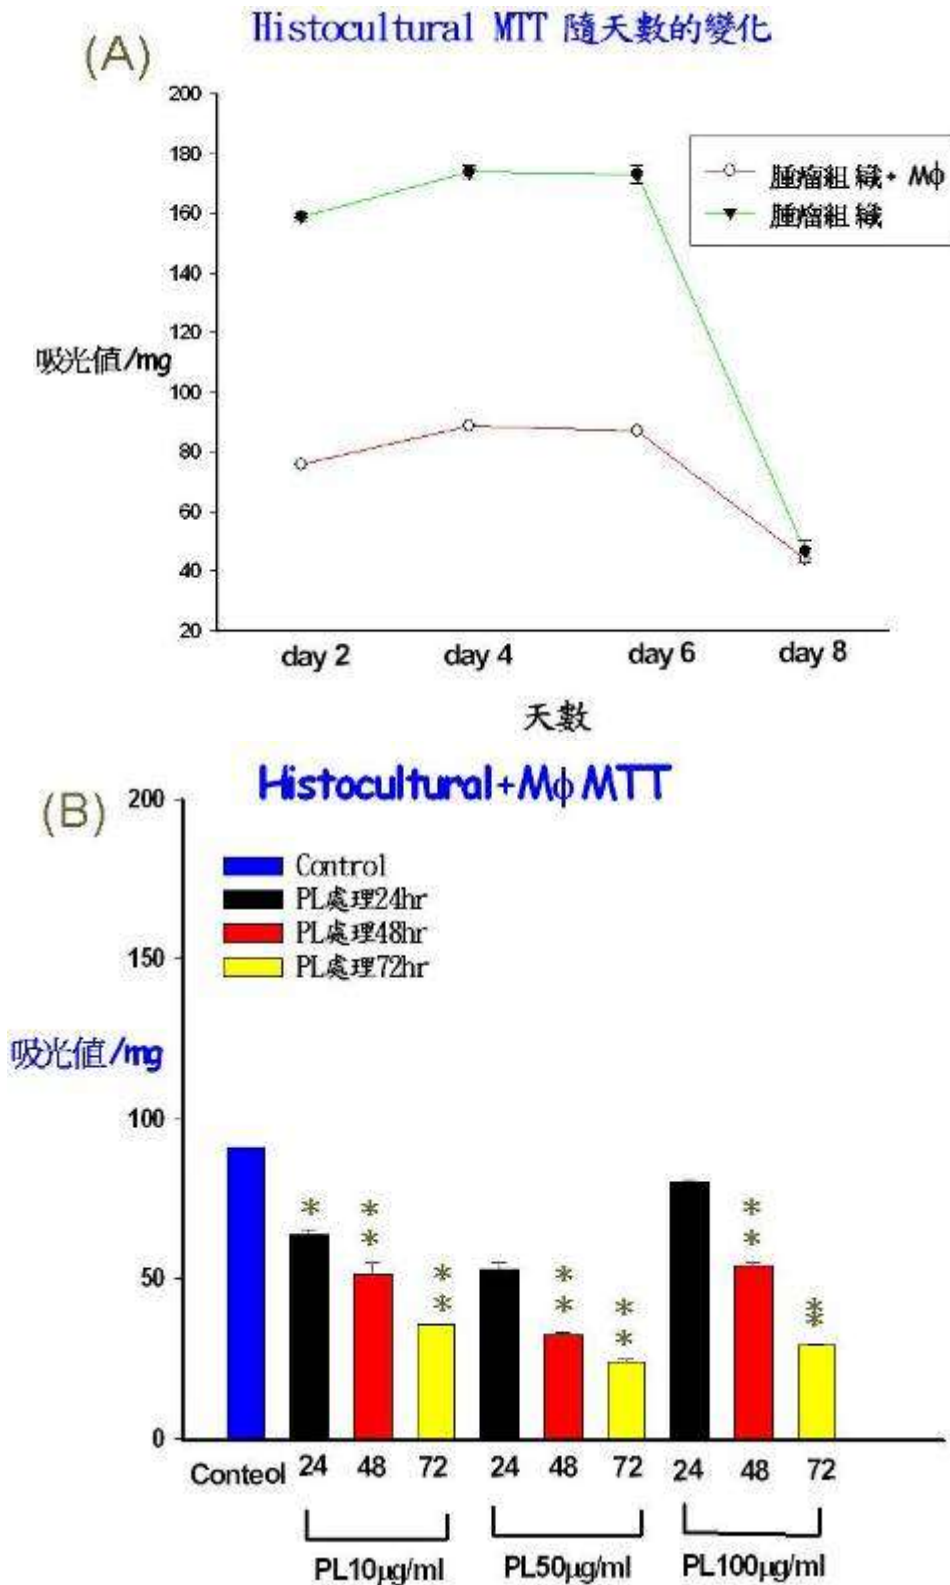 Histocultural MTT 隨天數的變化
(A)
200
180
160
140
120
100
80
60
40
20
吸光値/mg
腫瘤組織+ Mφ
腫瘤組織
day 2 day 4 day 6 day 8
天數
Histocultural+Mφ MTT
(B)
200
150
100
50
0
Control
PL處理24hr
PL處理48hr
PL處理72hr
吸光値/mg
*
*
*
*
*
*
*
*
*
*
*
*
*
Conteol 24 48 72 24 48 72 24 48 72
PL10μg/ml PL50μg/ml PL100μg/ml